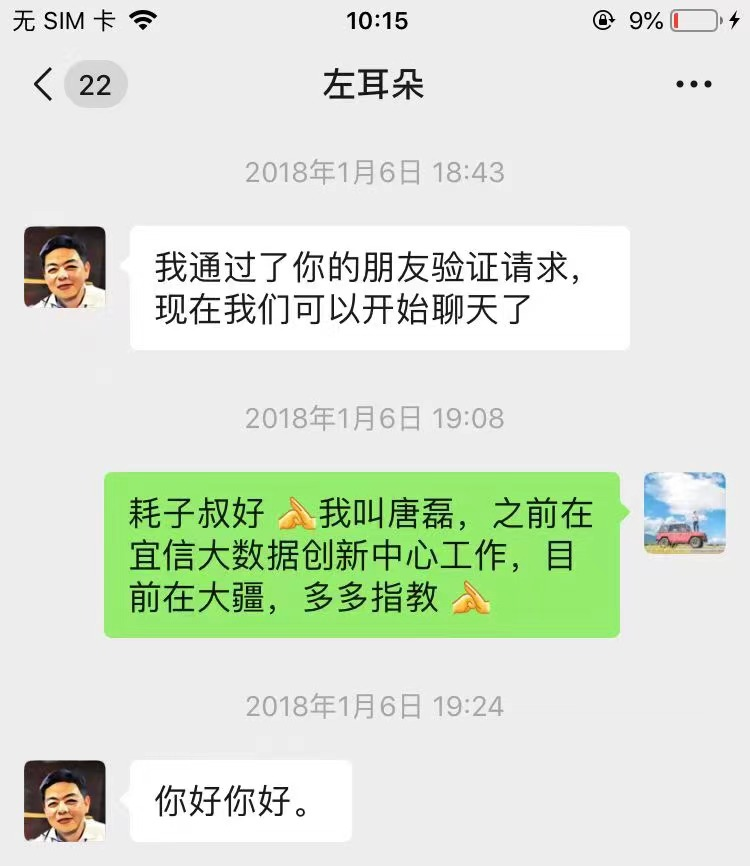 无 SIM 卡 10:15 9%
22 左耳朵
2018年1月6日 18:43
我通过了你的朋友验证请求，
现在我们可以开始聊天了
2018年1月6日 19:08
耗子叔好 🙏我叫唐磊，之前在
宜信大数据创新中心工作，目
前在大疆，多多指教 🙏
2018年1月6日 19:24
你好你好。